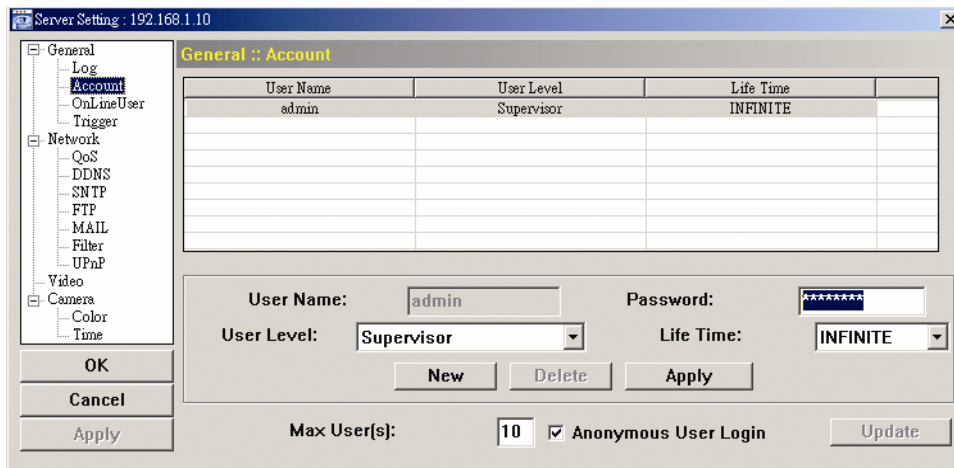 Server Setting : 192.168.1.10
General
Log
Account
OnLineUser
Trigger
Network
QoS
DDNS
SNTP
FTP
MAIL
Filter
UPnP
Video
Camera
Color
Time
OK
Cancel
Apply
General :: Account
User Name User Level Life Time
admin Supervisor INFINITE
User Name: admin Password: ********
User Level: Supervisor Life Time: INFINITE
New Delete Apply
Max User(s): 10 Anonymous User Login Update